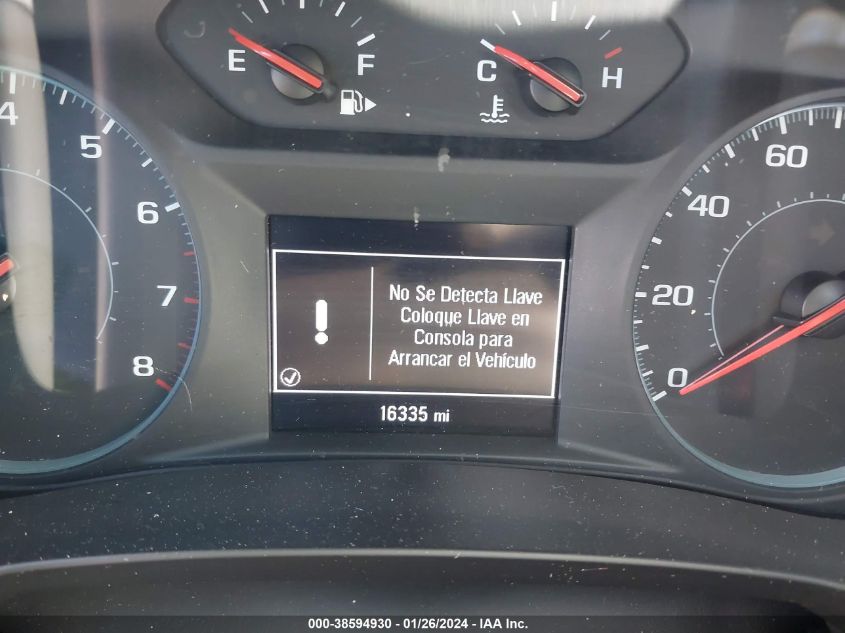 E F C H
4 5 6 7 8
No Se Detecta Llave
Coloque Llave en
Consola para
Arrancar el Vehículo
16335 mi
60
40
20
0
000-38594930 - 01/26/2024 - IAA Inc.